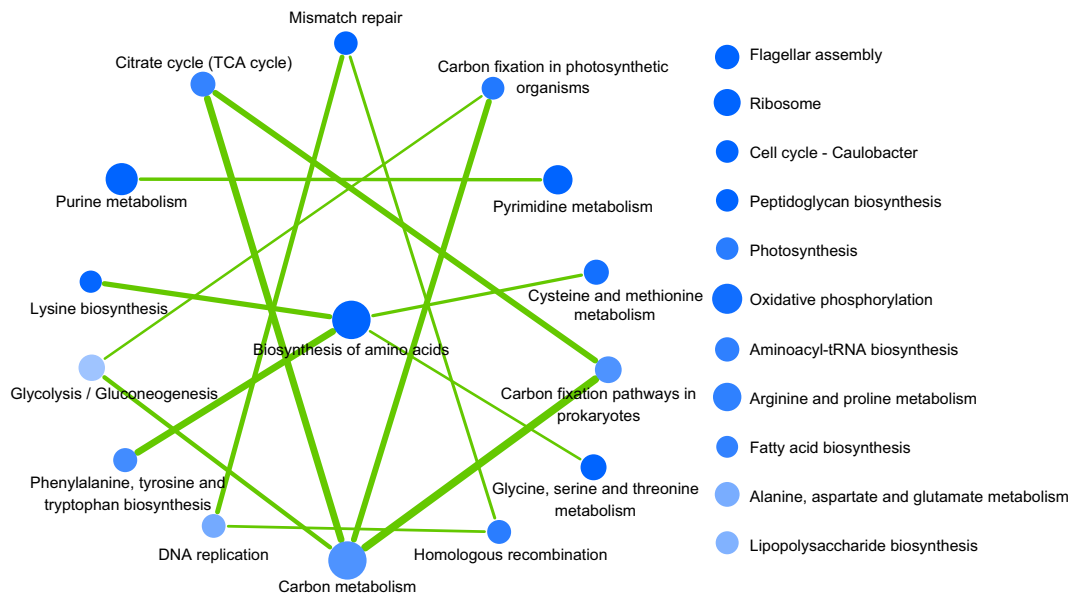 Mismatch repair
Citrate cycle (TCA cycle)
Carbon fixation in photosynthetic
organisms
Purine metabolism
Pyrimidine metabolism
Lysine biosynthesis
Cysteine and methionine
metabolism
Biosynthesis of amino acids
Glycolysis / Gluconeogenesis
Carbon fixation pathways in
prokaryotes
Phenylalanine, tyrosine and
tryptophan biosynthesis
Glycine, serine and threonine
metabolism
DNA replication
Homologous recombination
Carbon metabolism
Flagellar assembly
Ribosome
Cell cycle - Caulobacter
Peptidoglycan biosynthesis
Photosynthesis
Oxidative phosphorylation
Aminoacyl-tRNA biosynthesis
Arginine and proline metabolism
Fatty acid biosynthesis
Alanine, aspartate and glutamate metabolism
Lipopolysaccharide biosynthesis